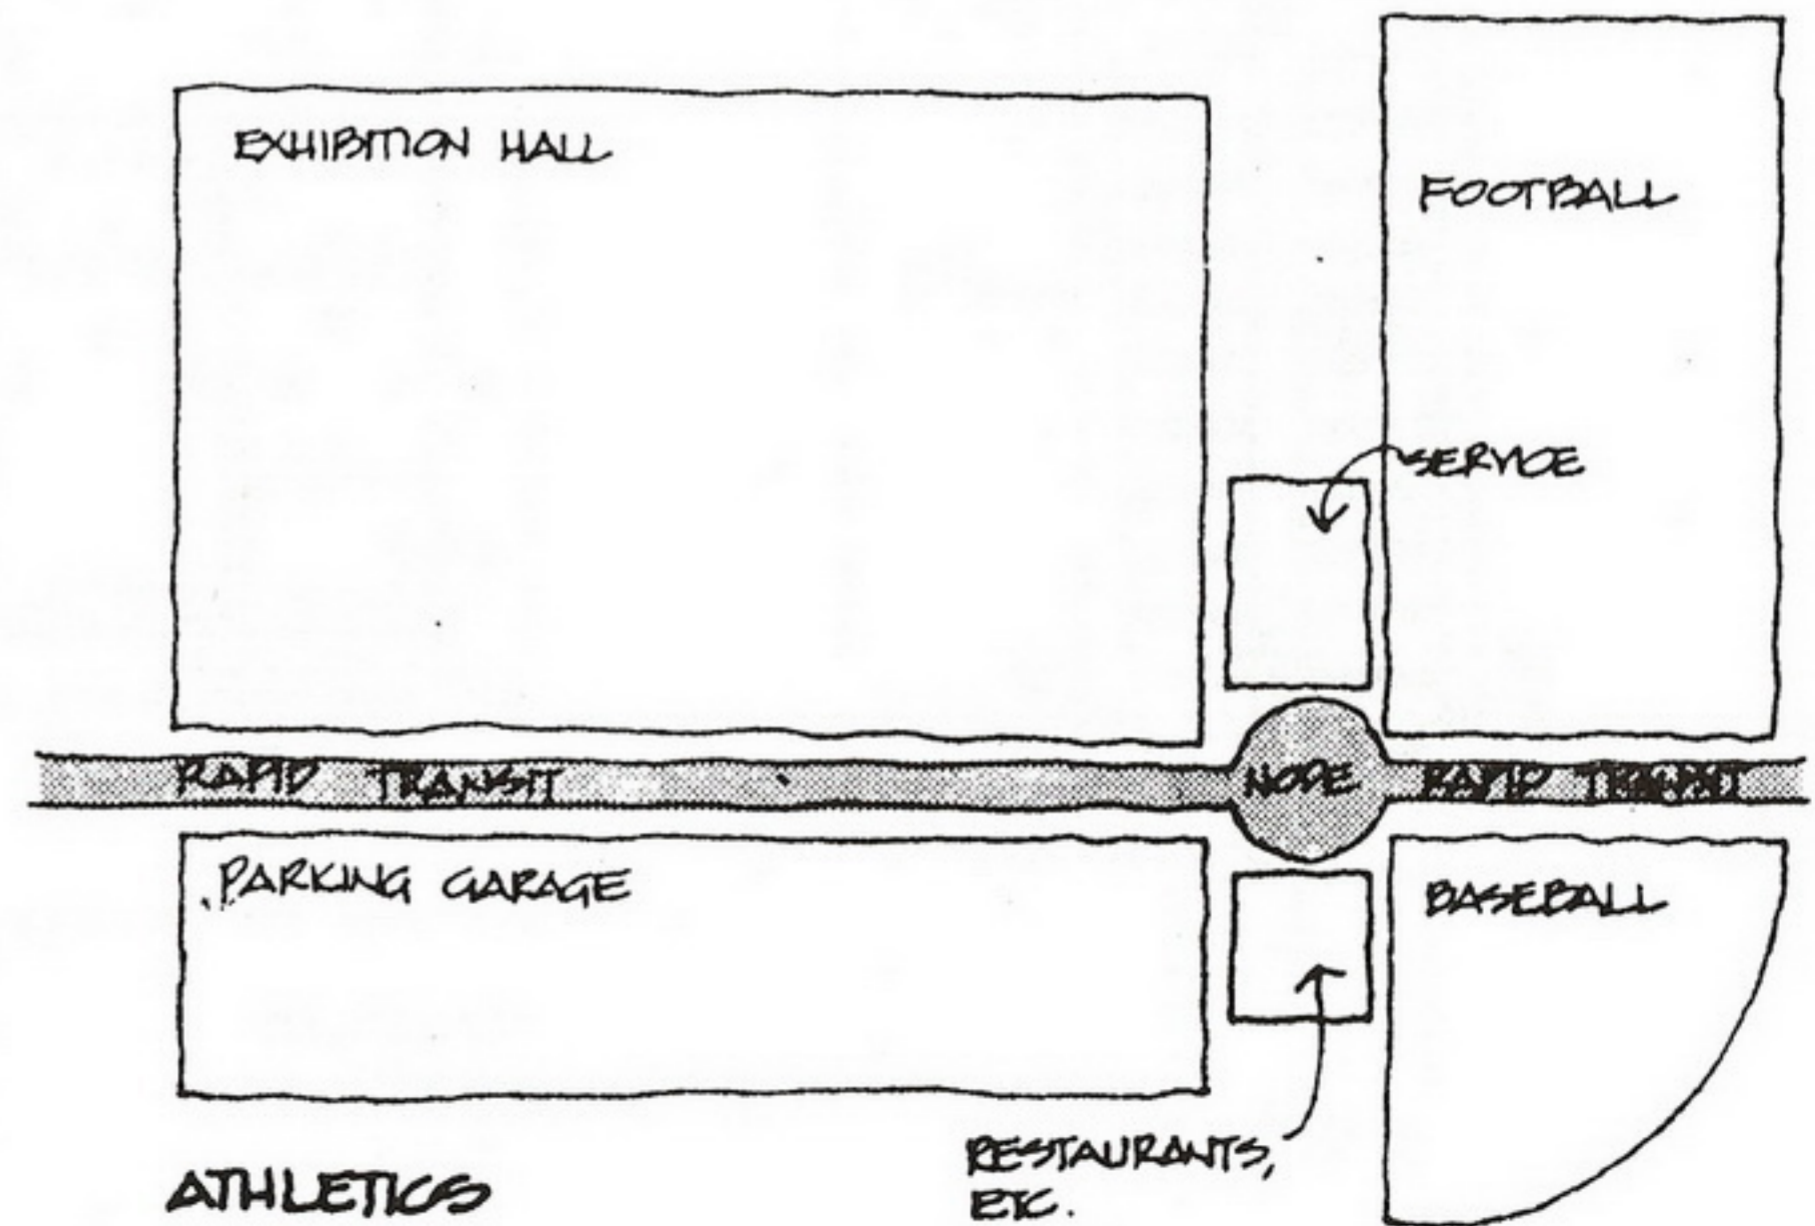 EXHIBITION HALL
FOOTBALL
SERVICE
RAPID TRANSIT
NODE
RAPID TRANSIT
PARKING GARAGE
BASEBALL
RESTAURANTS,
ETC.
ATHLETICS